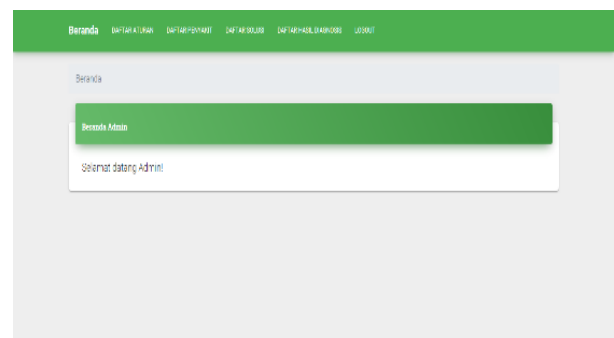 Beranda DAFTAR ATURAN DAFTAR PENYAKIT DAFTAR SOLUSI DAFTAR HASIL DIAGNOSIS LOGOUT
Beranda
Beranda Admin
Selamat datang Admin!